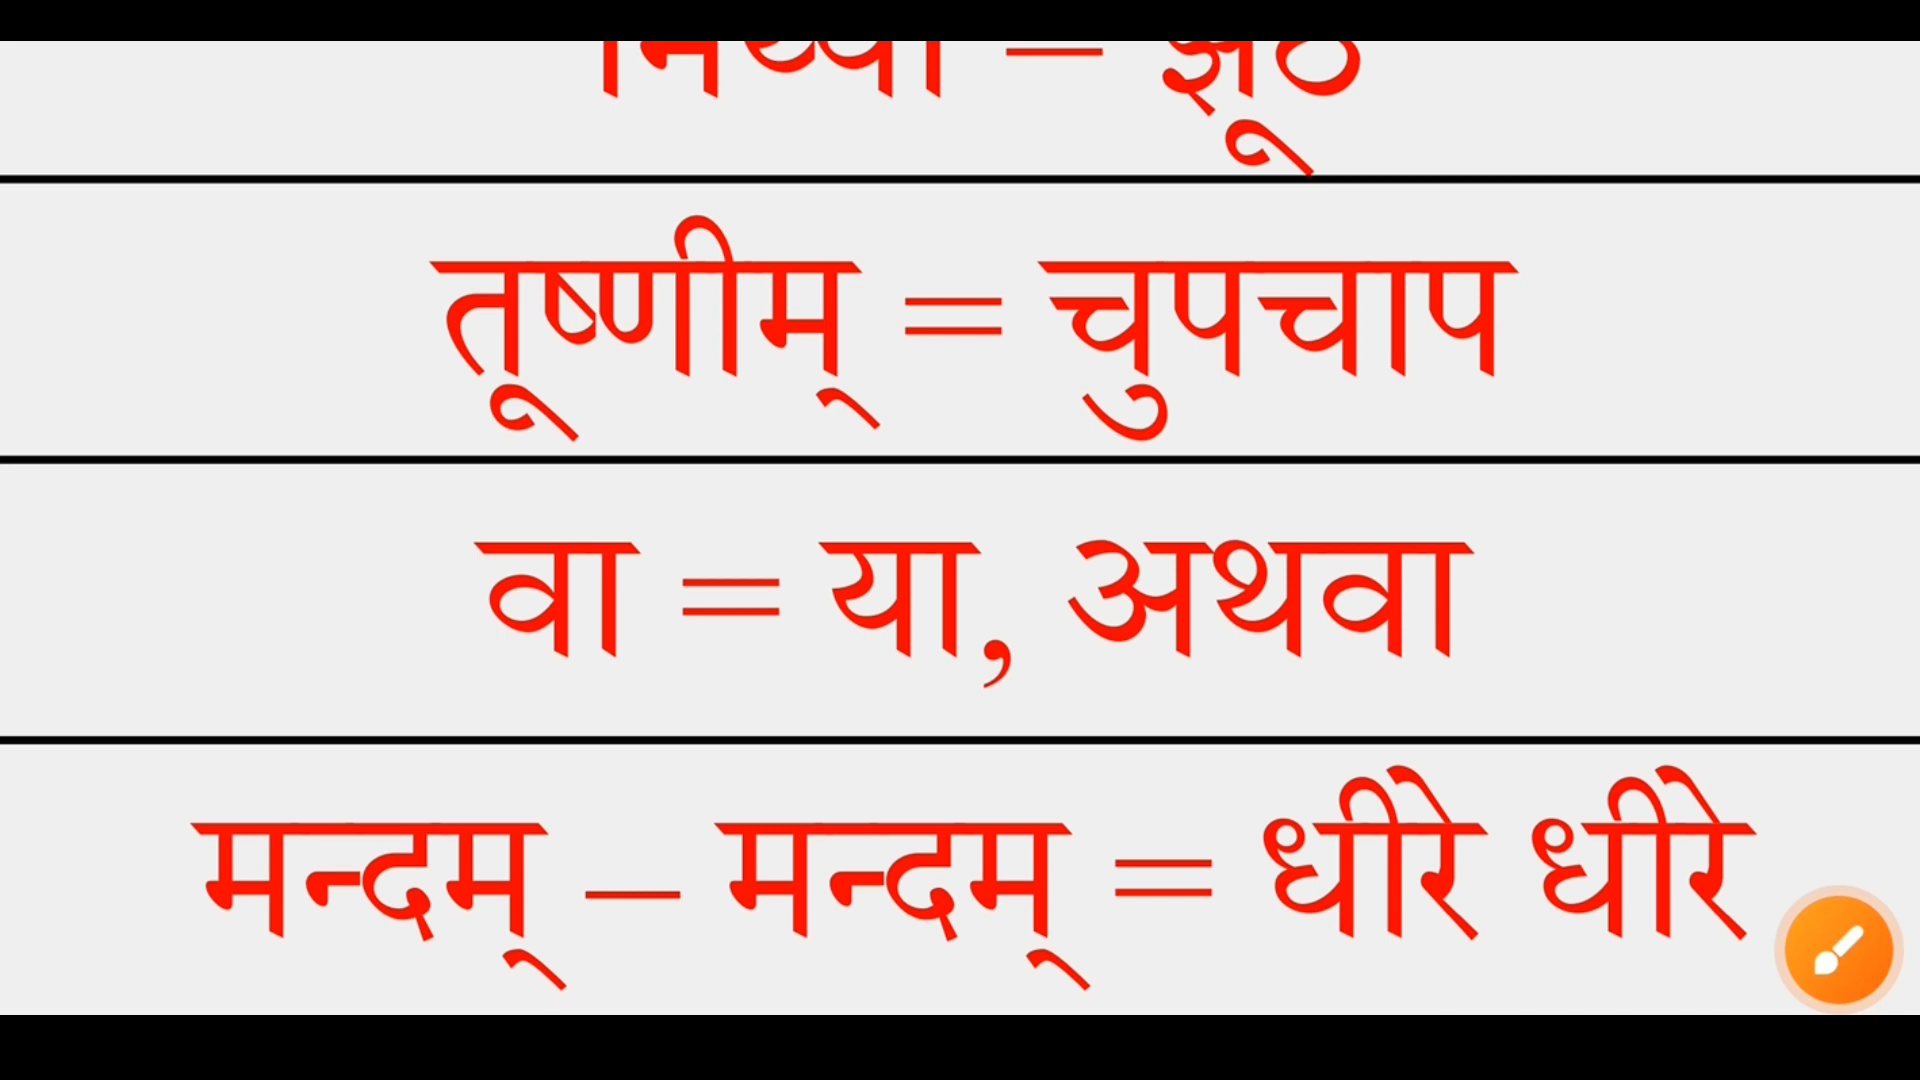 मिथ्या = झूठ
तूष्णीम् = चुपचाप
वा = या, अथवा
मन्दम् – मन्दम् = धीरे धीरे